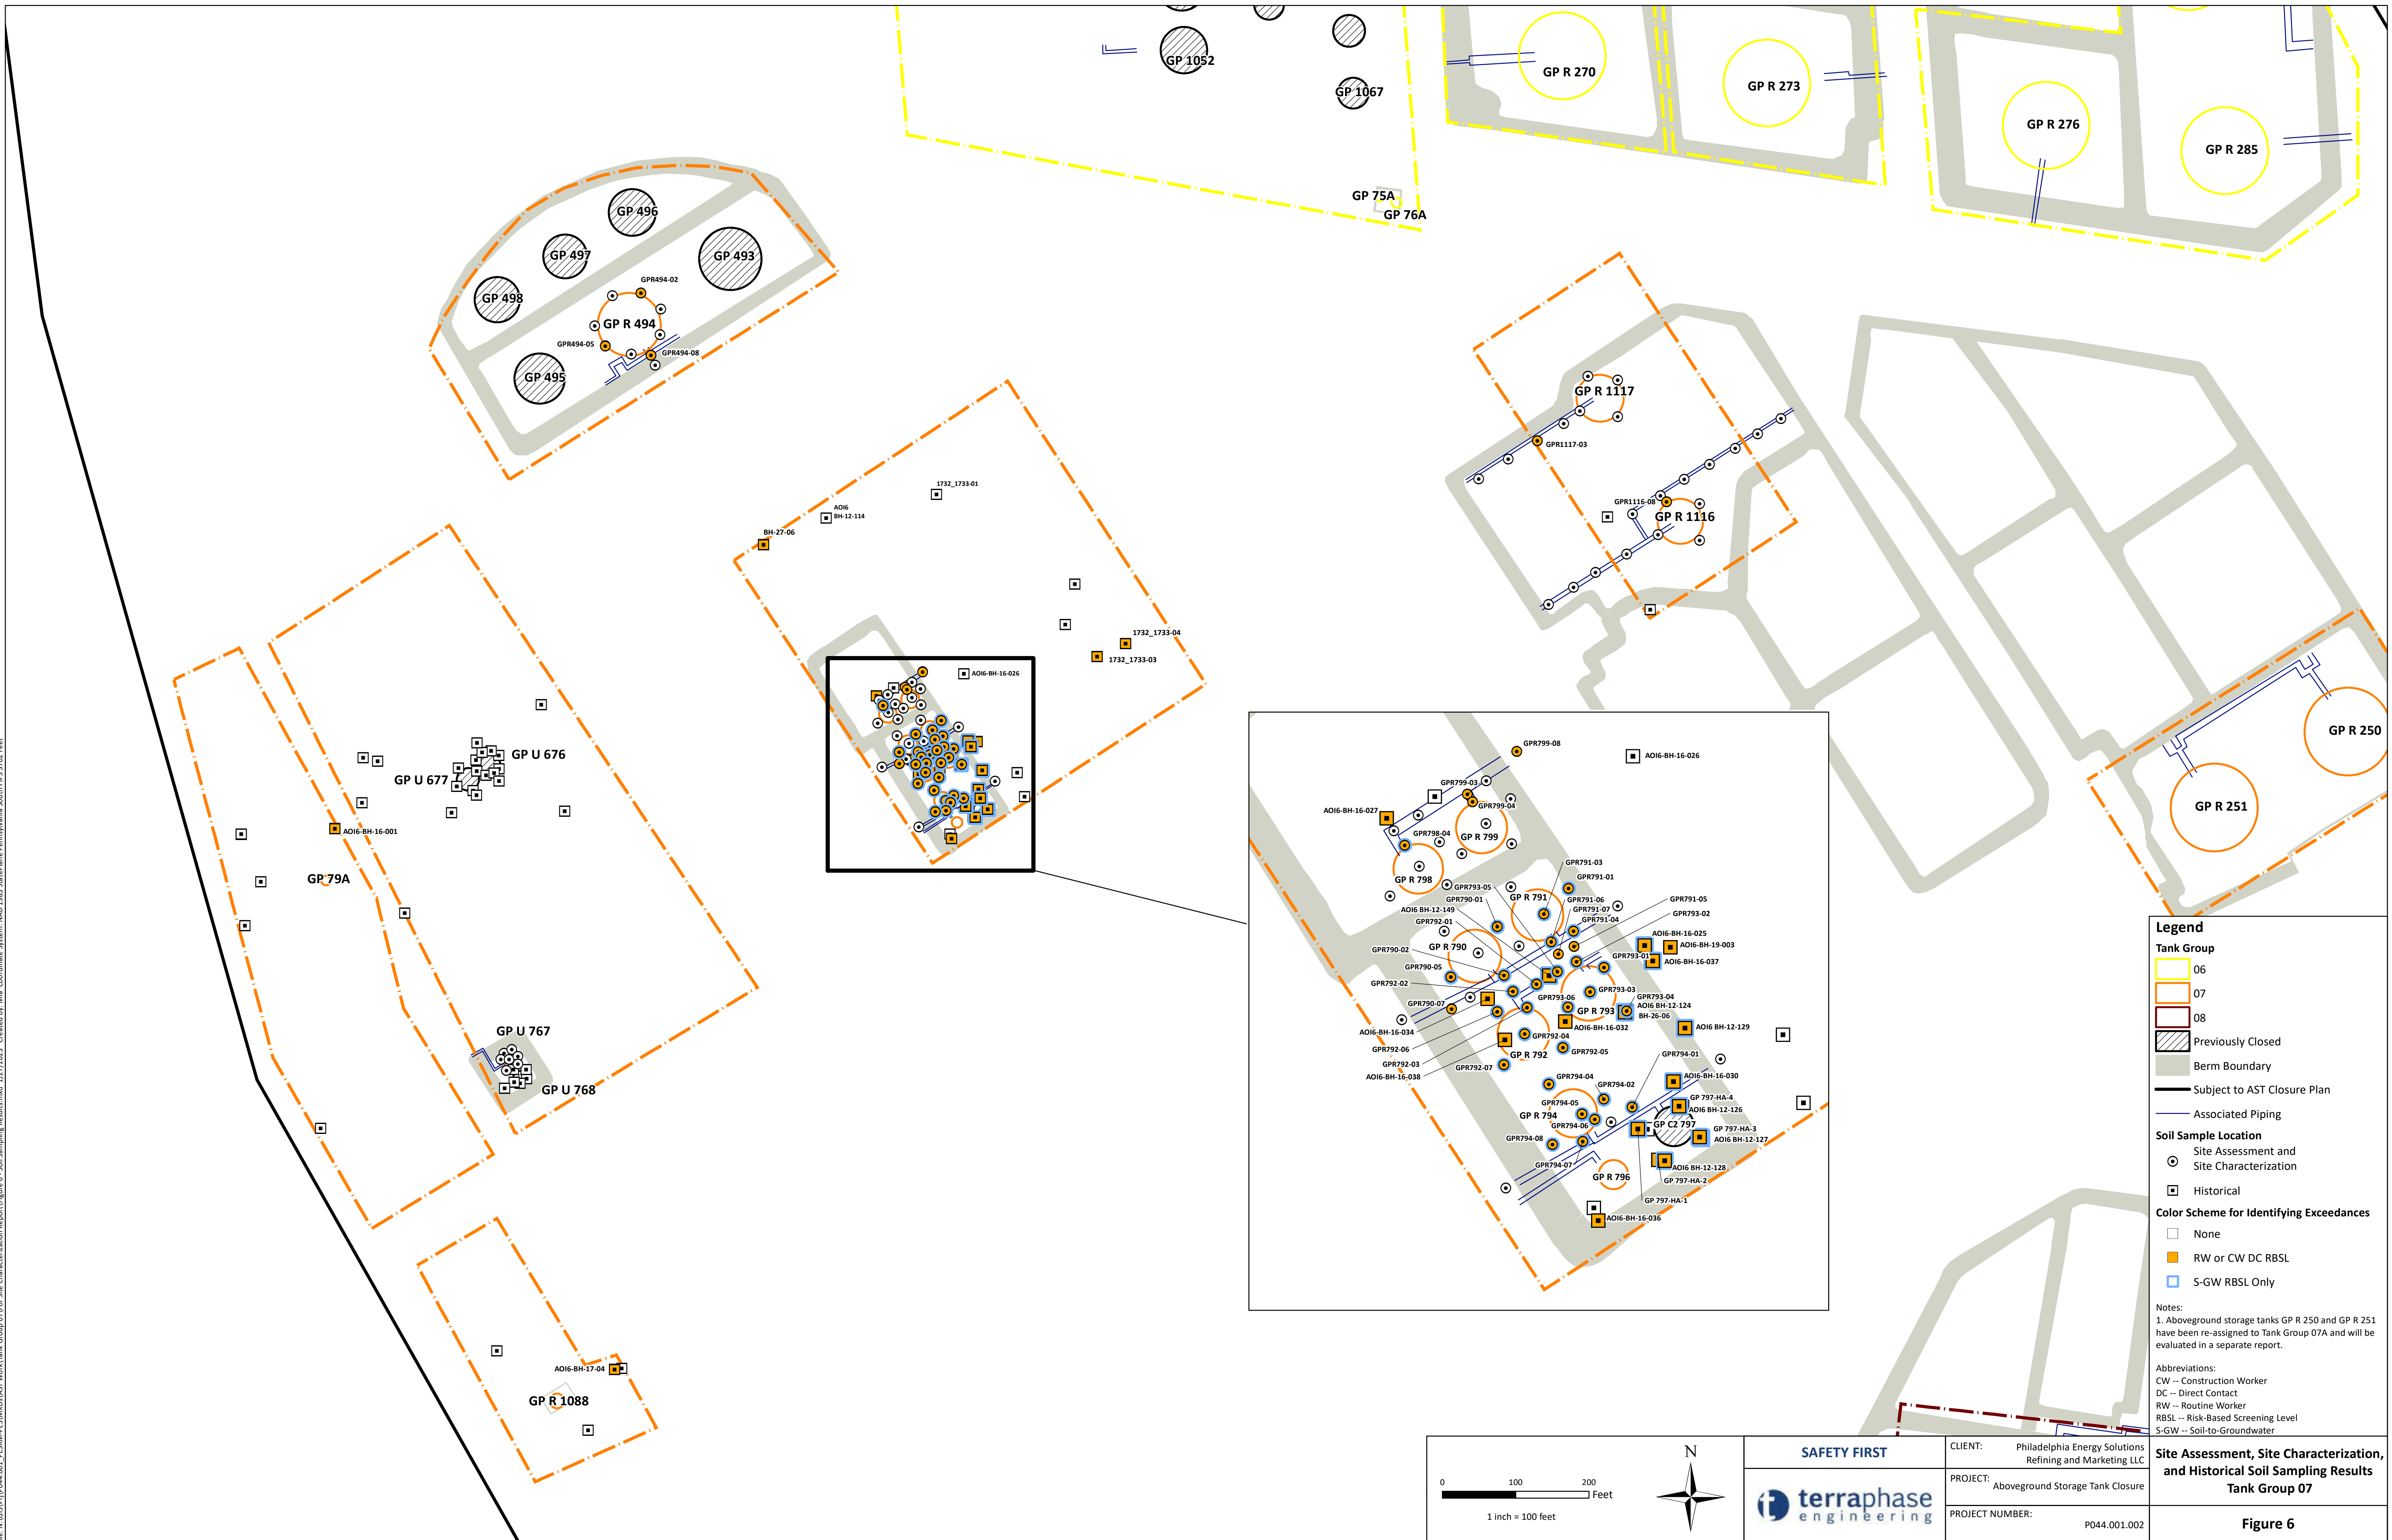 GP 1052
GP 1067
GP R 270
GP R 273
GP R 276
GP R 285
GP 75A
GP 76A
GP 496
GP 497
GP 493
GP 498
GPR494-02
GP R 494
GPR494-05
GPR494-08
GP 495
GP R 1117
GPR1117-03
GPR1116-08
GP R 1116
1732_1733-01
AOI6
BH-12-114
BH-27-06
1732_1733-04
1732_1733-03
AOI6-BH-16-026
GP R 250
GP R 251
GP U 676
GP U 677
AOI6-BH-16-001
GP 79A
GP U 767
GP U 768
AOI6-BH-17-04
GP R 1088
GPR799-08
AOI6-BH-16-026
GPR799-03
GPR799-04
AOI6-BH-16-027
GPR798-04
GP R 799
GP R 798
GPR791-03
GPR791-01
GPR793-05
GPR790-01
GP R 791
GPR791-06
GPR791-05
AOI6 BH-12-149
GPR791-07
GPR793-02
GPR792-01
GPR791-04
AOI6-BH-16-025
GP R 790
AOI6-BH-19-003
GPR790-02
GPR793-01
AOI6-BH-16-037
GPR790-05
GPR792-02
GPR793-03
GPR793-06
GPR793-04
GPR790-07
AOI6 BH-12-124
GP R 793
BH-26-06
AOI6-BH-16-032
AOI6 BH-12-129
AOI6-BH-16-034
GPR792-04
GPR792-06
GPR792-05
GP R 792
GPR794-01
GPR792-03
GPR792-07
AOI6-BH-16-038
GPR794-04
AOI6-BH-16-030
GPR794-02
GP 797-HA-4
GPR794-05
AOI6 BH-12-126
GP R 794
GP C2 797
GPR794-06
GP 797-HA-3
GPR794-08
AOI6 BH-12-127
GPR794-07
AOI6 BH-12-128
GP R 796
GP 797-HA-2
GP 797-HA-1
AOI6-BH-16-036
Legend
Tank Group
06
07
08
Previously Closed
Berm Boundary
Subject to AST Closure Plan
Associated Piping
Soil Sample Location
Site Assessment and
Site Characterization
Historical
Color Scheme for Identifying Exceedances
None
RW or CW DC RBSL
S-GW RBSL Only
Notes:
1. Aboveground storage tanks GP R 250 and GP R 251
have been re-assigned to Tank Group 07A and will be
evaluated in a separate report.
Abbreviations:
CW -- Construction Worker
DC -- Direct Contact
RW -- Routine Worker
RBSL -- Risk-Based Screening Level
S-GW -- Soil-to-Groundwater
0 100 200
Feet
1 inch = 100 feet
N
SAFETY FIRST
terraphase
engineering
CLIENT: Philadelphia Energy Solutions
Refining and Marketing LLC
PROJECT: Aboveground Storage Tank Closure
PROJECT NUMBER:
P044.001.002
Site Assessment, Site Characterization,
and Historical Soil Sampling Results
Tank Group 07
Figure 6